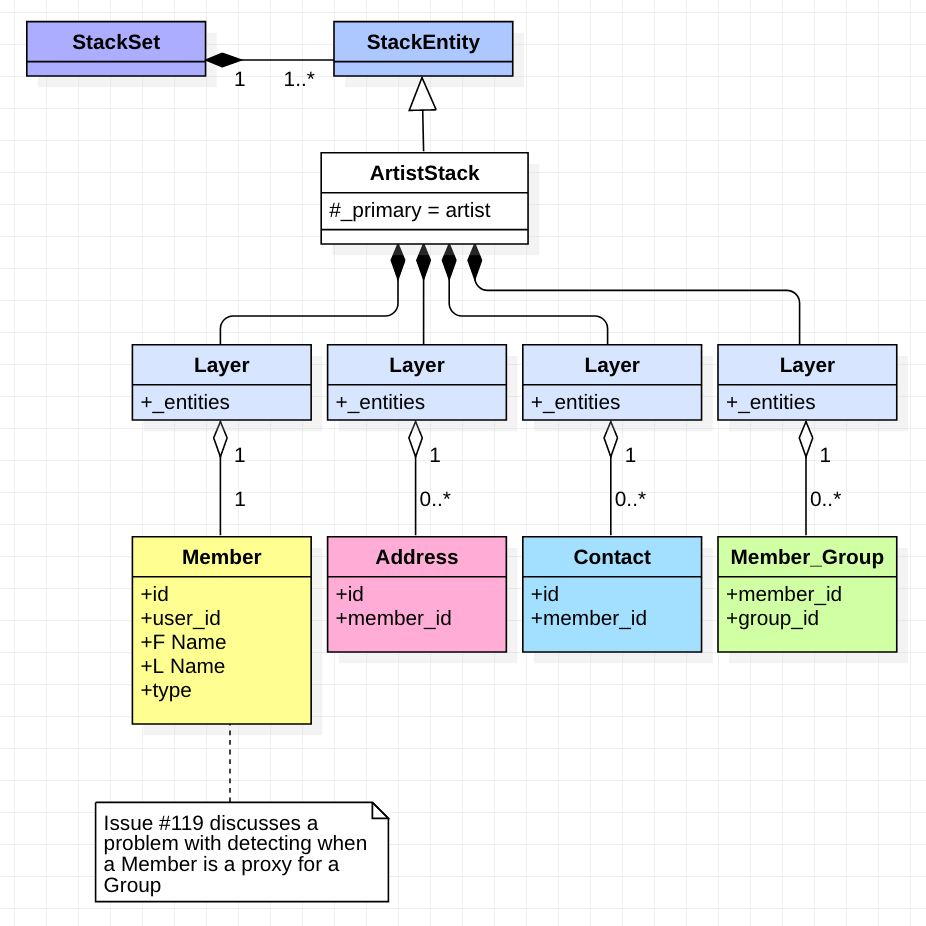 StackSet
StackEntity
1
1..*
ArtistStack
#_primary = artist
Layer
+_entities
Layer
+_entities
Layer
+_entities
Layer
+_entities
1
1
1
1
1
0..*
0..*
0..*
Member
+id
+user_id
+F Name
+L Name
+type
Address
+id
+member_id
Contact
+id
+member_id
Member_Group
+member_id
+group_id
Issue #119 discusses a
problem with detecting when
a Member is a proxy for a
Group